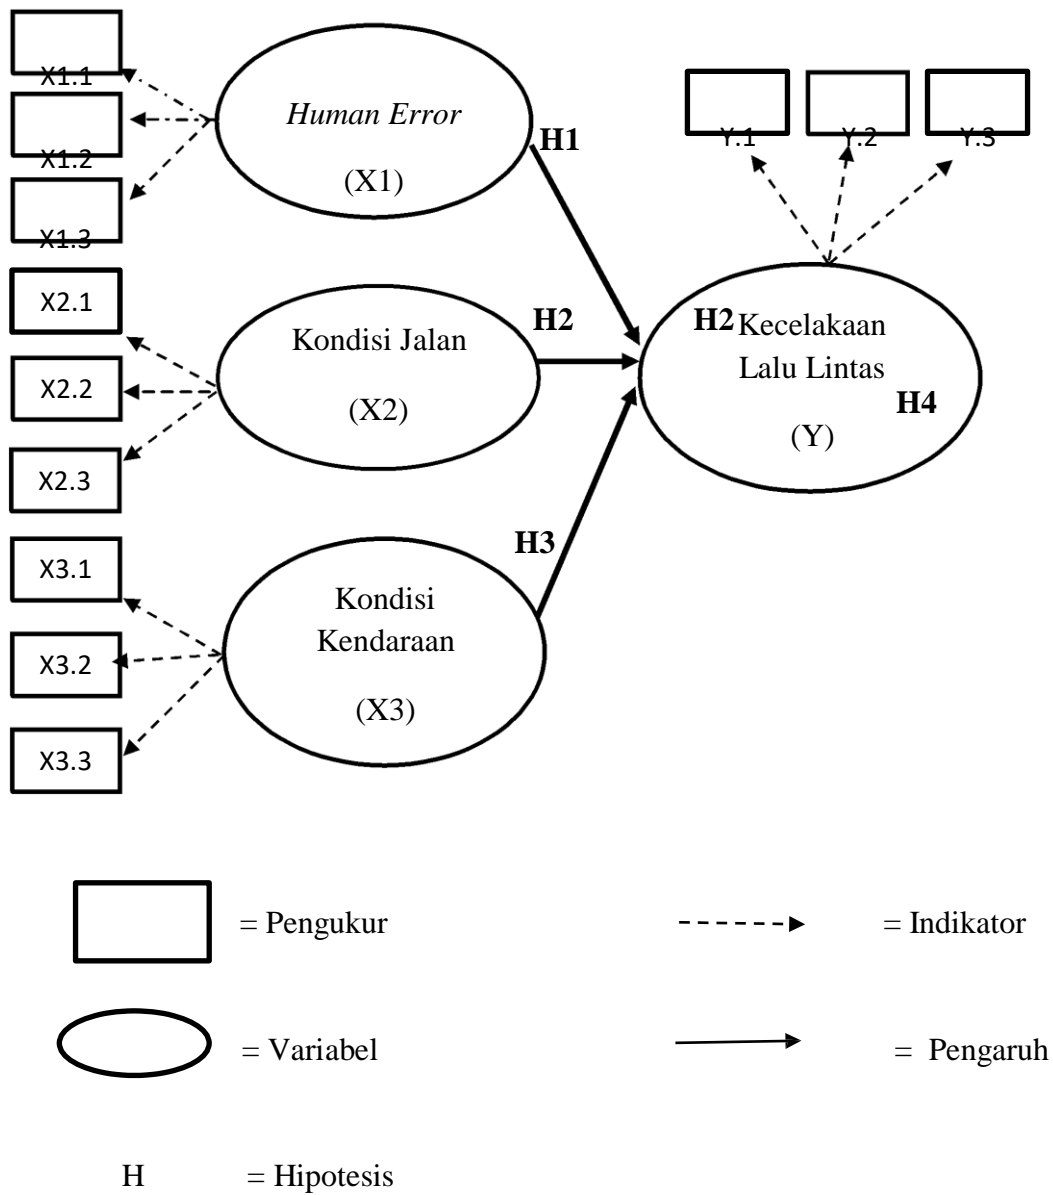 X1.1
X1.2
X1.3
Human Error
(X1)
H1
Y.1
Y.2
Y.3
X2.1
X2.2
X2.3
Kondisi Jalan
(X2)
H2
H2
Kecelakaan
Lalu Lintas
H4
(Y)
X3.1
X3.2
X3.3
Kondisi
Kendaraan
(X3)
H3
= Pengukur
= Indikator
= Variabel
= Pengaruh
H = Hipotesis